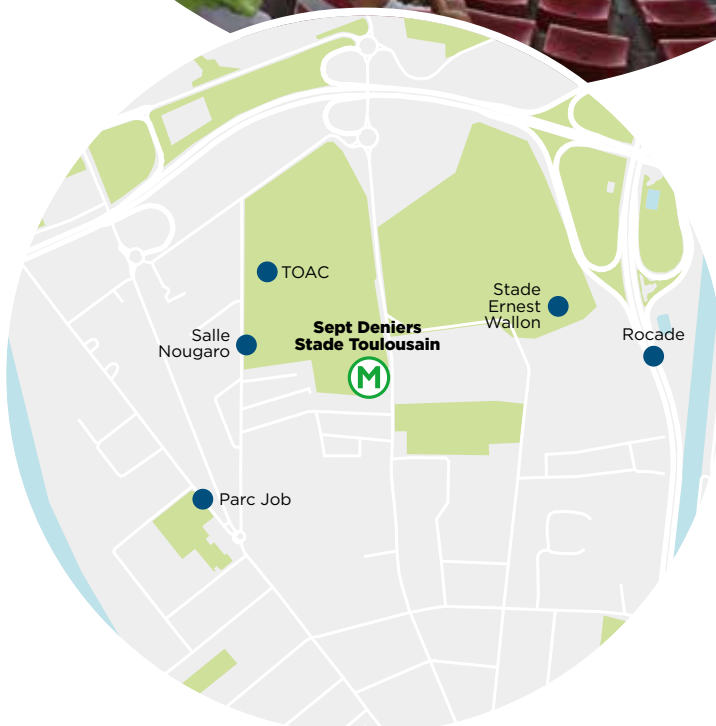 TOAC
Stade
Ernest
Wallon
Sept Deniers
Stade Toulousain
Salle
Nougaro
Rocade
M
Parc Job